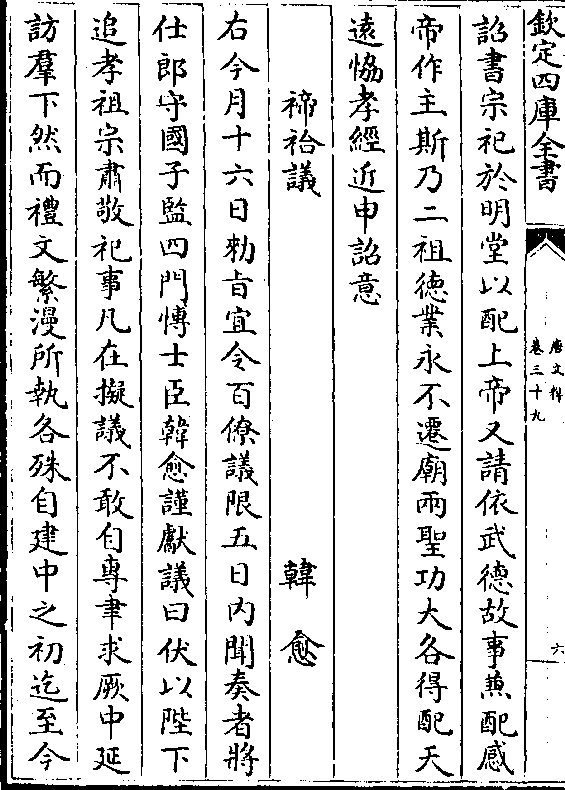 欽定四庫全書
唐文粹
卷三十九
六
詔書宗祀於明堂以配上帝又請依武德故事兼配感
帝作主斯乃二祖德業永不遷廟兩聖功大各得配天
遠恊孝經近申詔意
禘祫議 韓愈
右今月十六日勑旨宜令百僚議限五日内聞奏者將
仕郎守國子監四門博士臣韓愈謹獻議曰伏以陛下
追孝祖宗肅敬祀事凡在擬議不敢自專聿求厥中延
訪羣下然而禮文繁漫所執各殊自建中之初迄至今